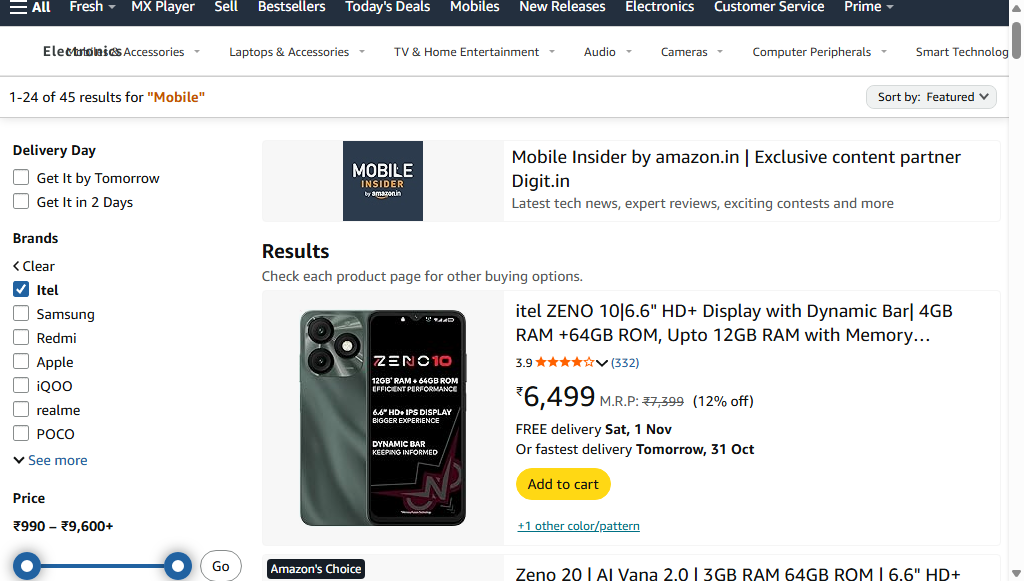 All Fresh MX Player Sell Bestsellers Today's Deals Mobiles New Releases Electronics Customer Service Prime
Electronics Mobiles & Accessories Laptops & Accessories TV & Home Entertainment Audio Cameras Computer Peripherals Smart Technolog
1-24 of 45 results for "Mobile"
Sort by: Featured
Delivery Day
Get It by Tomorrow
Get It in 2 Days
Brands
Clear
Itel
Samsung
Redmi
Apple
iQOO
realme
POCO
See more
Price
₹990 – ₹9,600+
Go
MOBILE
INSIDER
by amazon.in
Mobile Insider by amazon.in | Exclusive content partner
Digit.in
Latest tech news, expert reviews, exciting contests and more
Results
Check each product page for other buying options.
ZENO 10
12GB* RAM + 64GB ROM
EFFICIENT PERFORMANCE
6.6" HD+ IPS DISPLAY
BIGGER EXPERIENCE
DYNAMIC BAR
KEEPING INFORMED
itel ZENO 10|6.6" HD+ Display with Dynamic Bar| 4GB
RAM +64GB ROM, Upto 12GB RAM with Memory…
3.9 (332)
₹6,499 M.R.P: ₹7,399 (12% off)
FREE delivery Sat, 1 Nov
Or fastest delivery Tomorrow, 31 Oct
Add to cart
+1 other color/pattern
Amazon's Choice
Zeno 20 | AI Vana 2.0 | 3GB RAM 64GB ROM | 6.6" HD+